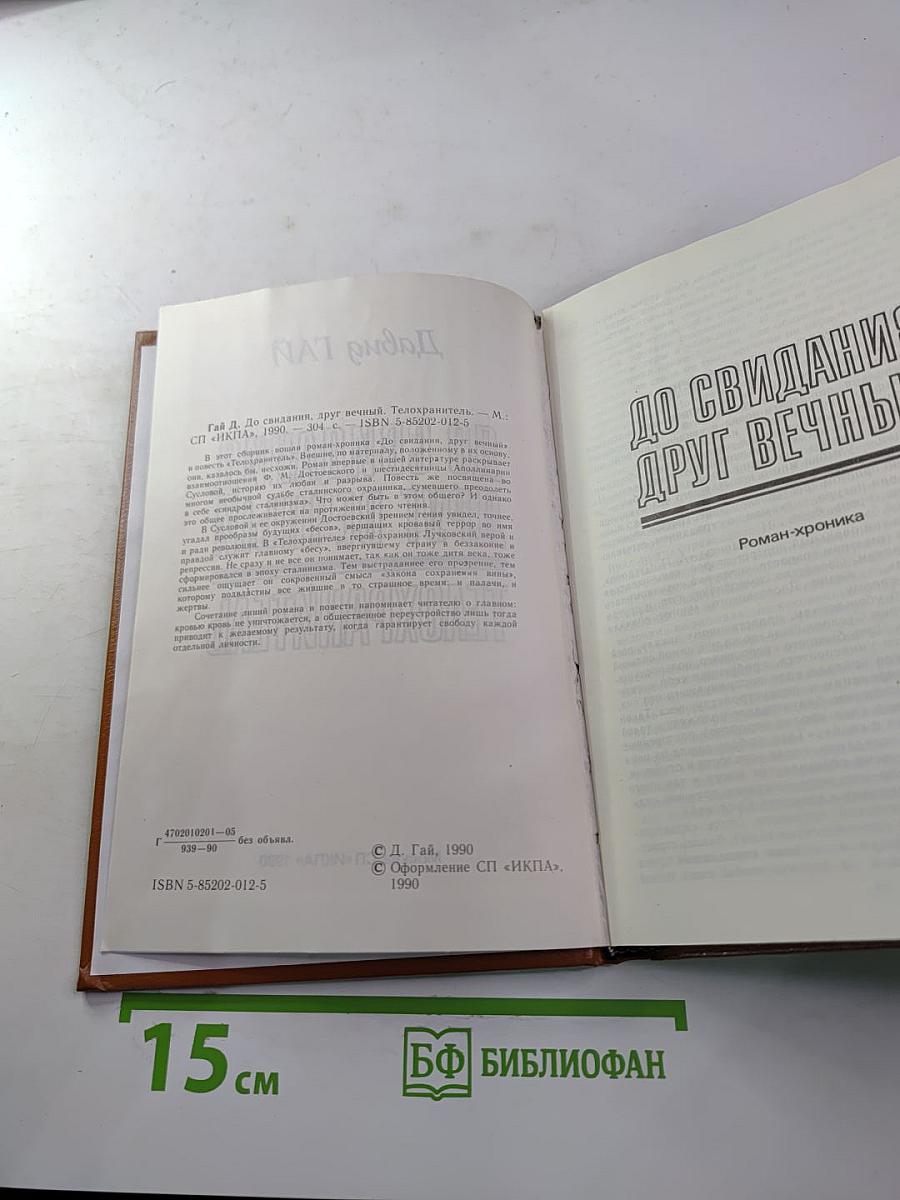 Давид ГАЙ
Гай Д. До свидания, друг вечный. Телохранитель. — М.:
СП «ИКПА», 1990. — 304 с. — ISBN 5-85202-012-5
В этот сборник вошли роман-хроника «До свидания, друг вечный»
и повесть «Телохранитель». Внешне, по материалу, положенному в их основу,
они, казалось бы, несхожи. Роман впервые в нашей литературе раскрывает
взаимоотношения Ф. М. Достоевского и шестидесятницы Аполлинарии
Сусловой, историю их любви и разрыва. Повесть же посвящена во
многом необычной судьбе сталинского охранника, сумевшего преодолеть
в себе «синдром сталинизма». Что может быть в этом общего? И однако
это общее прослеживается на протяжении всего чтения.
В Сусловой и ее окружении Достоевский зрением гения увидел, точнее,
угадал прообразы будущих «бесов», вершащих кровавый террор во имя
и ради революции. В «Телохранителе» герой-охранник Лучковский верой и
правдой служит главному «бесу», ввергнувшему страну в беззаконие и
репрессии. Не сразу и не все он понимает, так как он тоже дитя века, тоже
сформировался в эпоху сталинизма. Тем выстраданнее его прозрение, тем
сильнее ощущает он сокровенный смысл «закона сохранения вины»,
которому подвластны все жившие в то страшное время: и палачи, и
жертвы.
Сочетание линий романа и повести напоминает читателю о главном:
кровью кровь не уничтожается, а общественное переустройство лишь тогда
приводит к желаемому результату, когда гарантирует свободу каждой
отдельной личности.
Г 4702010201—05 / 939—90 без объявл.
ISBN 5-85202-012-5
© Д. Гай, 1990
© Оформление СП «ИКПА»,
1990
ДО СВИДАНИЯ
ДРУГ ВЕЧНЫ
Роман-хроника
15 см
БФ БИБЛИОФАН